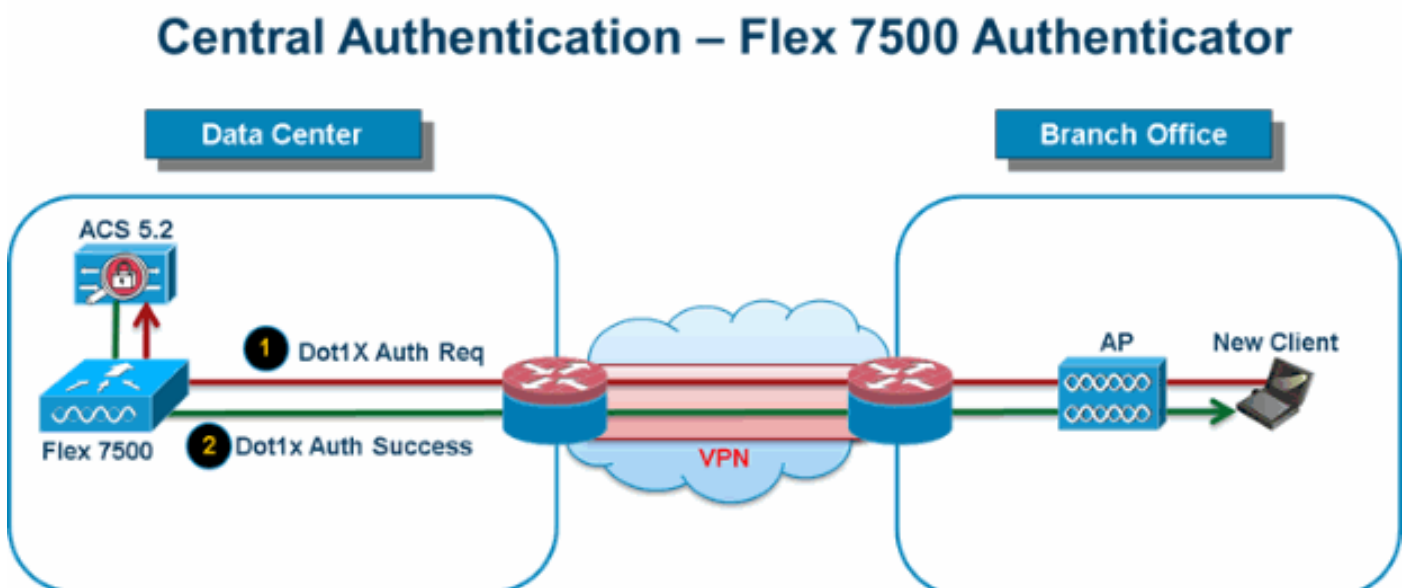 Central Authentication – Flex 7500 Authenticator
Data Center
Branch Office
ACS 5.2
1 Dot1X Auth Req
AP
New Client
Flex 7500
2 Dot1x Auth Success
VPN